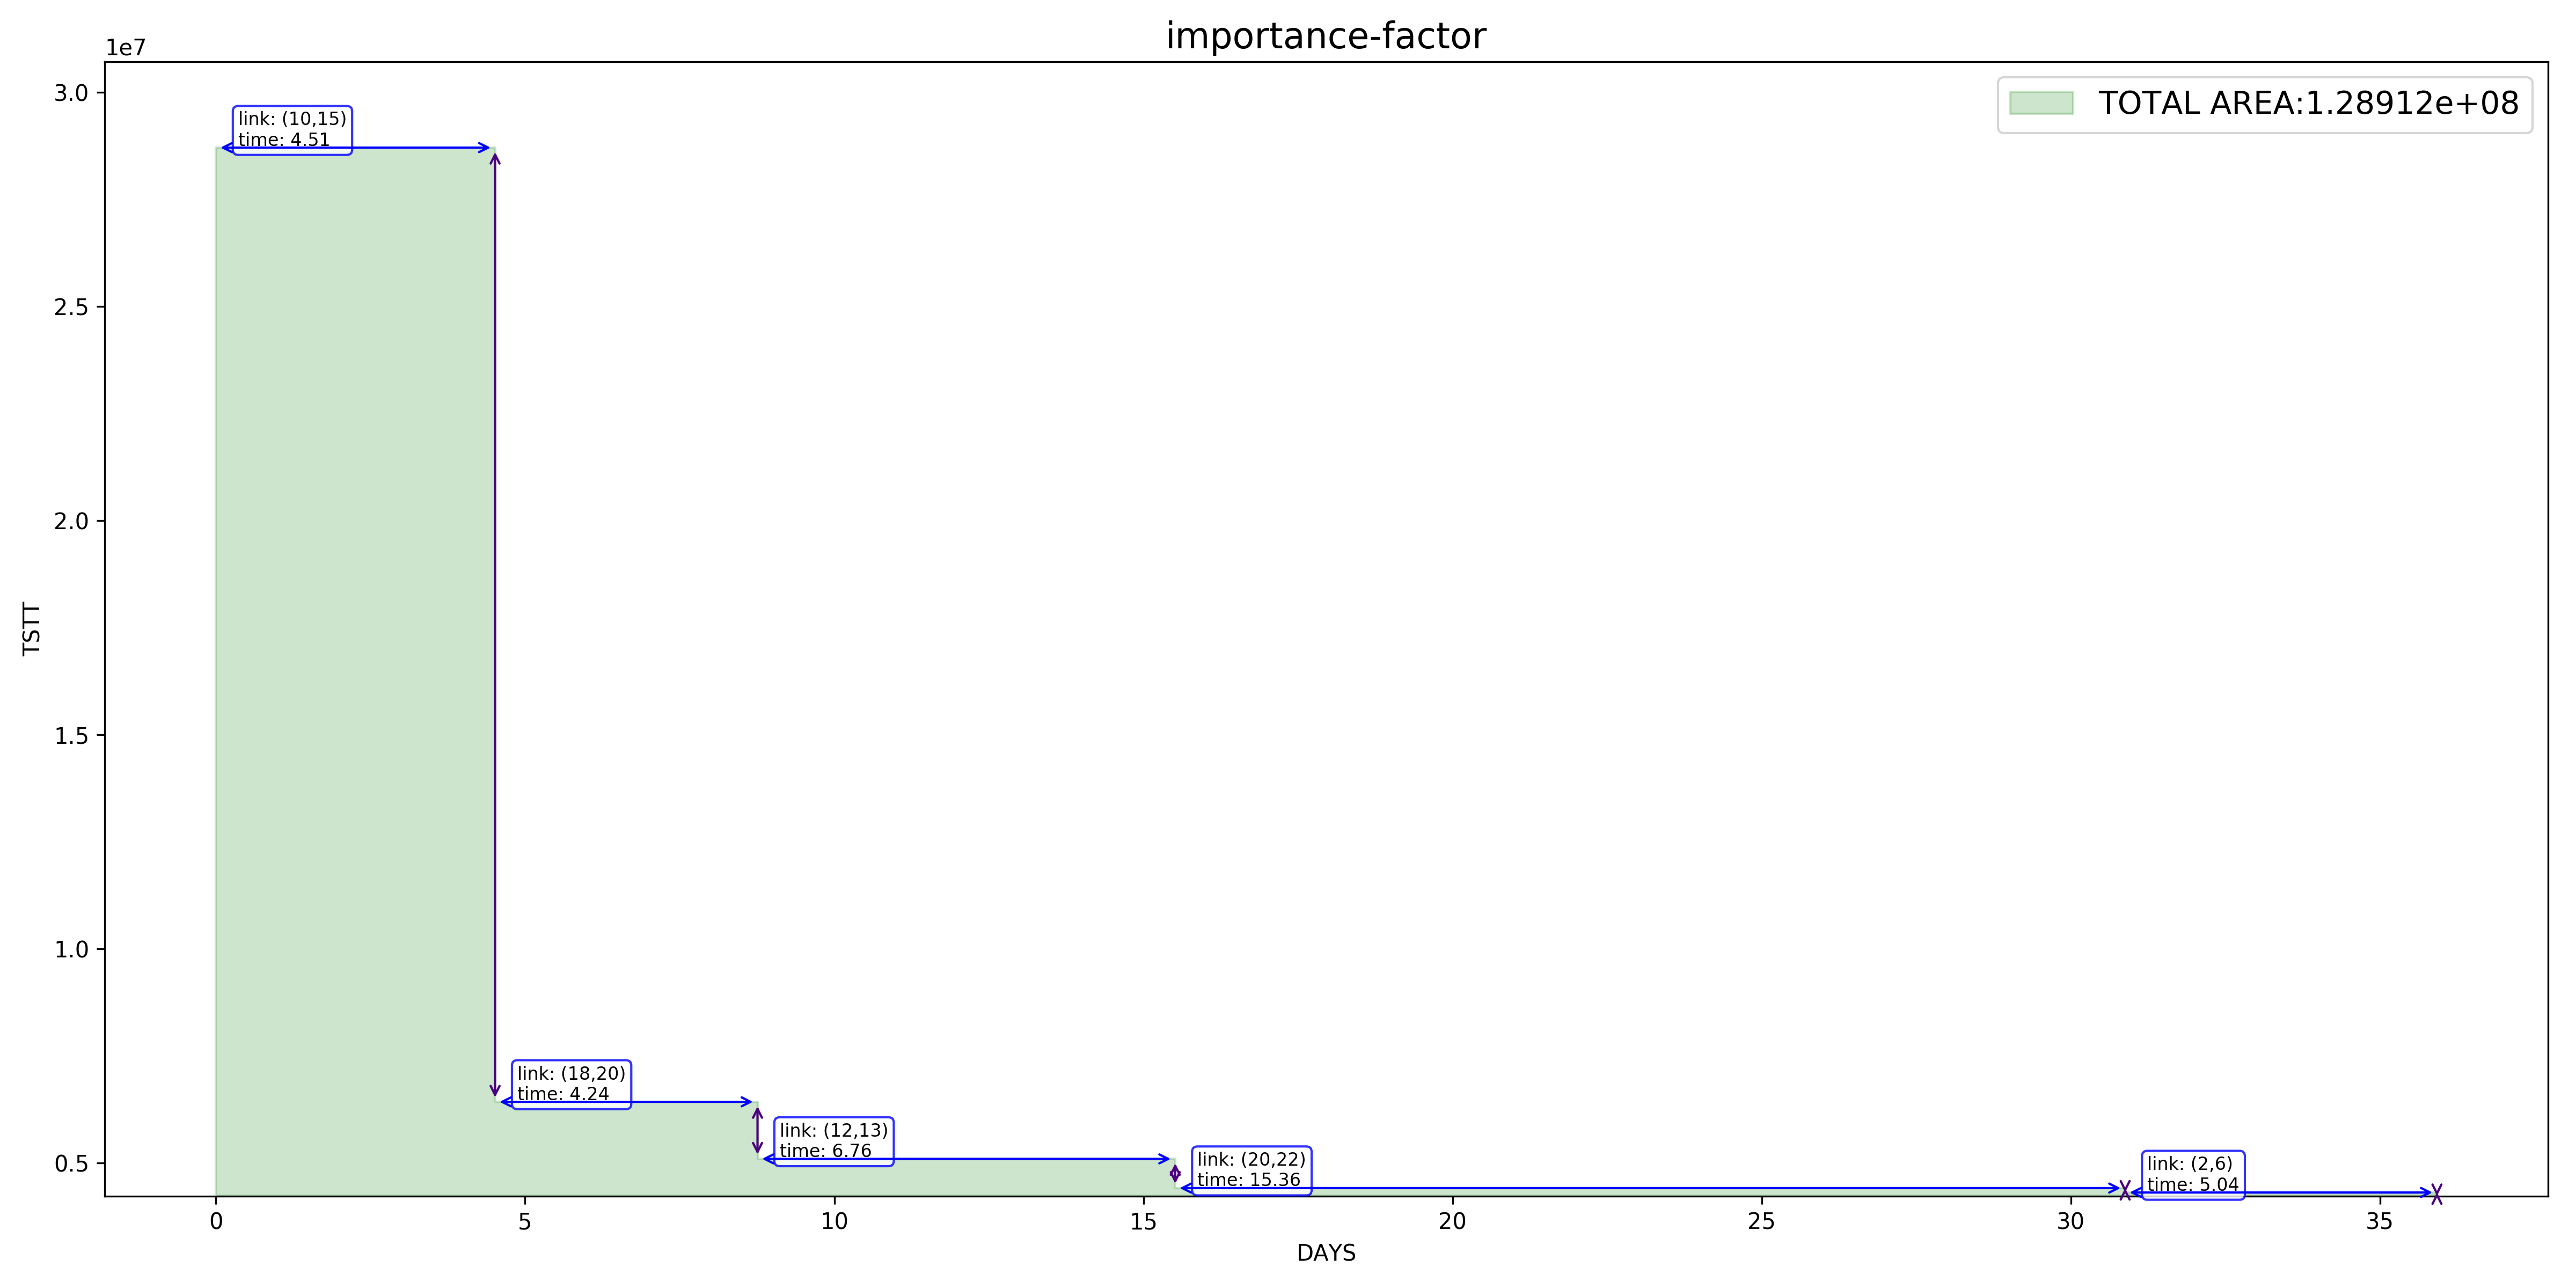 importance-factor
1e7
TOTAL AREA:1.28912e+08
3.0
2.5
2.0
1.5
1.0
0.5
TSTT
link: (10,15)
time: 4.51
link: (18,20)
time: 4.24
link: (12,13)
time: 6.76
link: (20,22)
time: 15.36
link: (2,6)
time: 5.04
0 5 10 15 20 25 30 35
DAYS